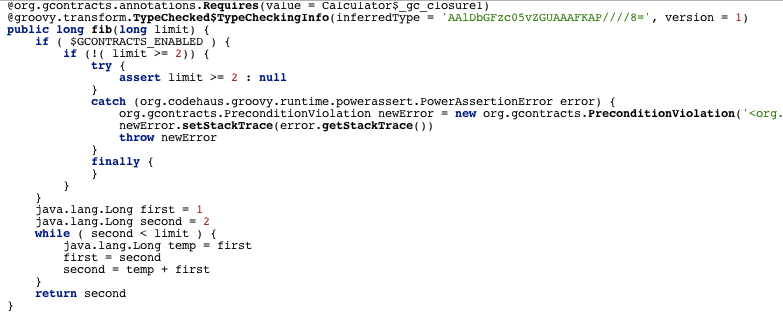 @org.gcontracts.annotations.Requires(value = Calculator$_gc_closure1)
@groovy.transform.TypeChecked$TypeCheckingInfo(inferredType = 'AAlDbGFzc05vZGUAAAFKAP////8=', version = 1)
public long fib(long limit) {
    if ( $GCONTRACTS_ENABLED ) {
        if (!( limit >= 2)) {
            try {
                assert limit >= 2 : null
            }
            catch (org.codehaus.groovy.runtime.powerassert.PowerAssertionError error) {
                org.gcontracts.PreconditionViolation newError = new org.gcontracts.PreconditionViolation('<org.
                newError.setStackTrace(error.getStackTrace())
                throw newError
            }
            finally {
            }
        }
    }
    java.lang.Long first = 1
    java.lang.Long second = 2
    while ( second < limit ) {
        java.lang.Long temp = first
        first = second
        second = temp + first
    }
    return second
}